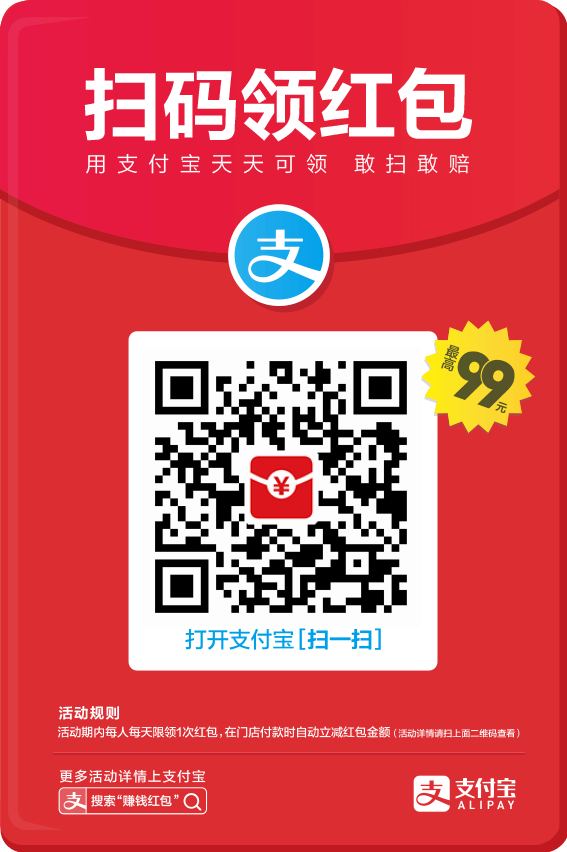 扫码领红包
用支付宝天天可领 敢扫敢赔
支
最高99元
¥
打开支付宝[扫一扫]
活动规则
活动期内每人每天限领1次红包，在门店付款时自动立减红包金额（活动详情请扫上面二维码查看）
更多活动详情上支付宝
支 搜索“赚钱红包”
支 支付宝
ALIPAY